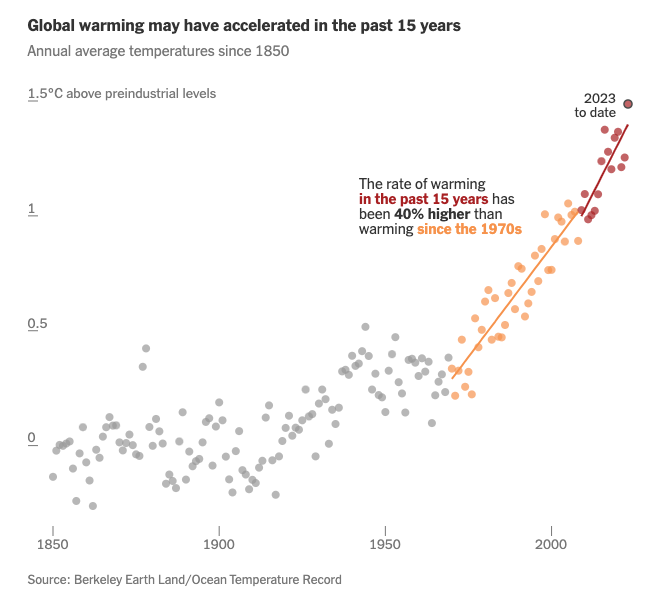 Global warming may have accelerated in the past 15 years
Annual average temperatures since 1850
1.5°C above preindustrial levels
2023
to date
The rate of warming
in the past 15 years has
been 40% higher than
warming since the 1970s
1
0.5
0
1850
1900
1950
2000
Source: Berkeley Earth Land/Ocean Temperature Record